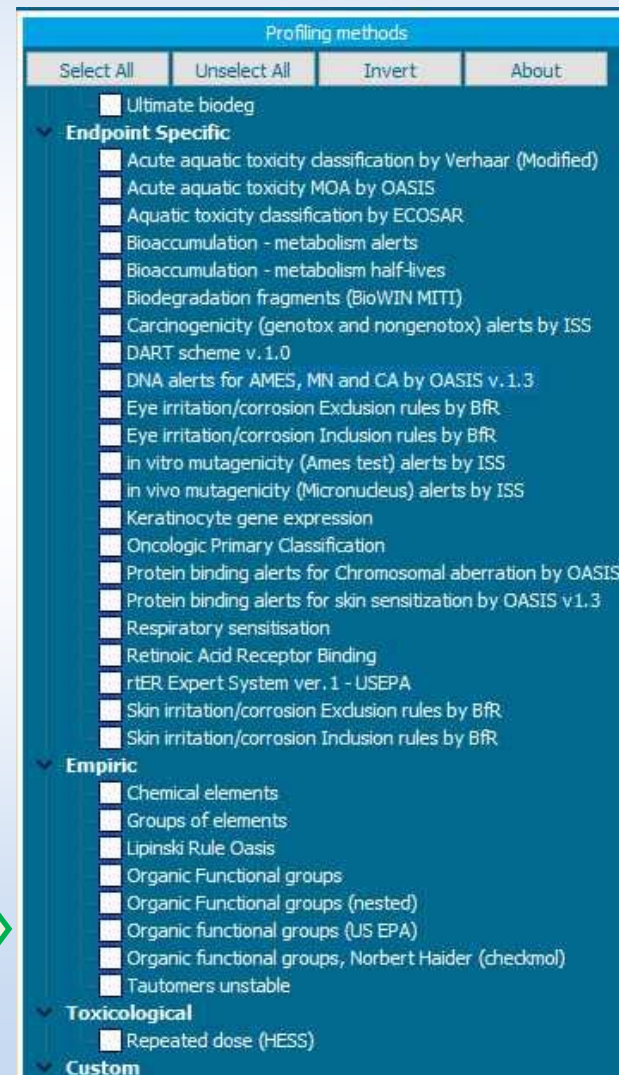 Profiling methods
Select All Unselect All Invert About
Ultimate biodeg
Endpoint Specific
Acute aquatic toxicity classification by Verhaar (Modified)
Acute aquatic toxicity MOA by OASIS
Aquatic toxicity classification by ECOSAR
Bioaccumulation - metabolism alerts
Bioaccumulation - metabolism half-lives
Biodegradation fragments (BioWIN MITI)
Carcinogenicity (genotox and nongenotox) alerts by ISS
DART scheme v.1.0
DNA alerts for AMES, MN and CA by OASIS v.1.3
Eye irritation/corrosion Exclusion rules by BfR
Eye irritation/corrosion Inclusion rules by BfR
in vitro mutagenicity (Ames test) alerts by ISS
in vivo mutagenicity (Micronucleus) alerts by ISS
Keratinocyte gene expression
Oncologic Primary Classification
Protein binding alerts for Chromosomal aberration by OASIS
Protein binding alerts for skin sensitization by OASIS v1.3
Respiratory sensitisation
Retinoic Acid Receptor Binding
rtER Expert System ver.1 - USEPA
Skin irritation/corrosion Exclusion rules by BfR
Skin irritation/corrosion Inclusion rules by BfR
Empiric
Chemical elements
Groups of elements
Lipinski Rule Oasis
Organic Functional groups
Organic Functional groups (nested)
Organic functional groups (US EPA)
Organic functional groups, Norbert Haider (checkmol)
Tautomers unstable
Toxicological
Repeated dose (HESS)
Custom